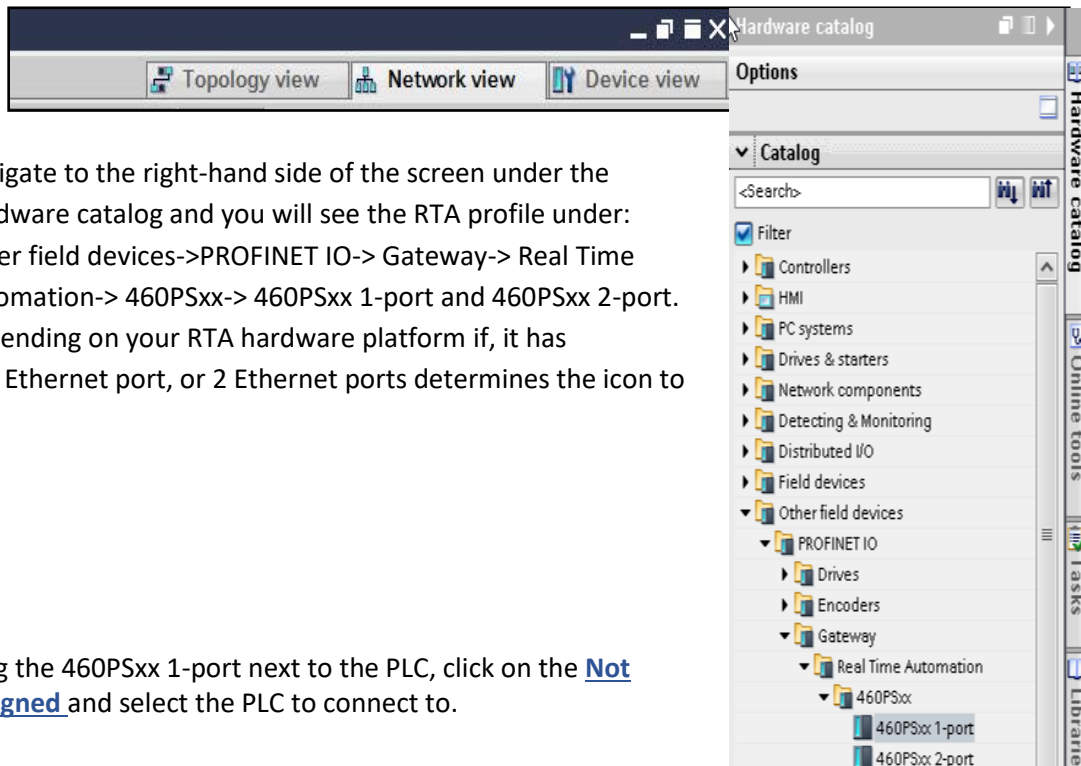 Topology view Network view Device view
igate to the right-hand side of the screen under the
dware catalog and you will see the RTA profile under:
er field devices->PROFINET IO-> Gateway-> Real Time
omation-> 460PSxx-> 460PSxx 1-port and 460PSxx 2-port.
ending on your RTA hardware platform if, it has
Ethernet port, or 2 Ethernet ports determines the icon to
g the 460PSxx 1-port next to the PLC, click on the Not
igned and select the PLC to connect to.
Hardware catalog
Options
Catalog
<Search>
Filter
Controllers
HMI
PC systems
Drives & starters
Network components
Detecting & Monitoring
Distributed I/O
Field devices
Other field devices
PROFINET IO
Drives
Encoders
Gateway
Real Time Automation
460PSxx
460PSxx 1-port
460PSxx 2-port
Hardware catalog
Online tools
Tasks
Librarie